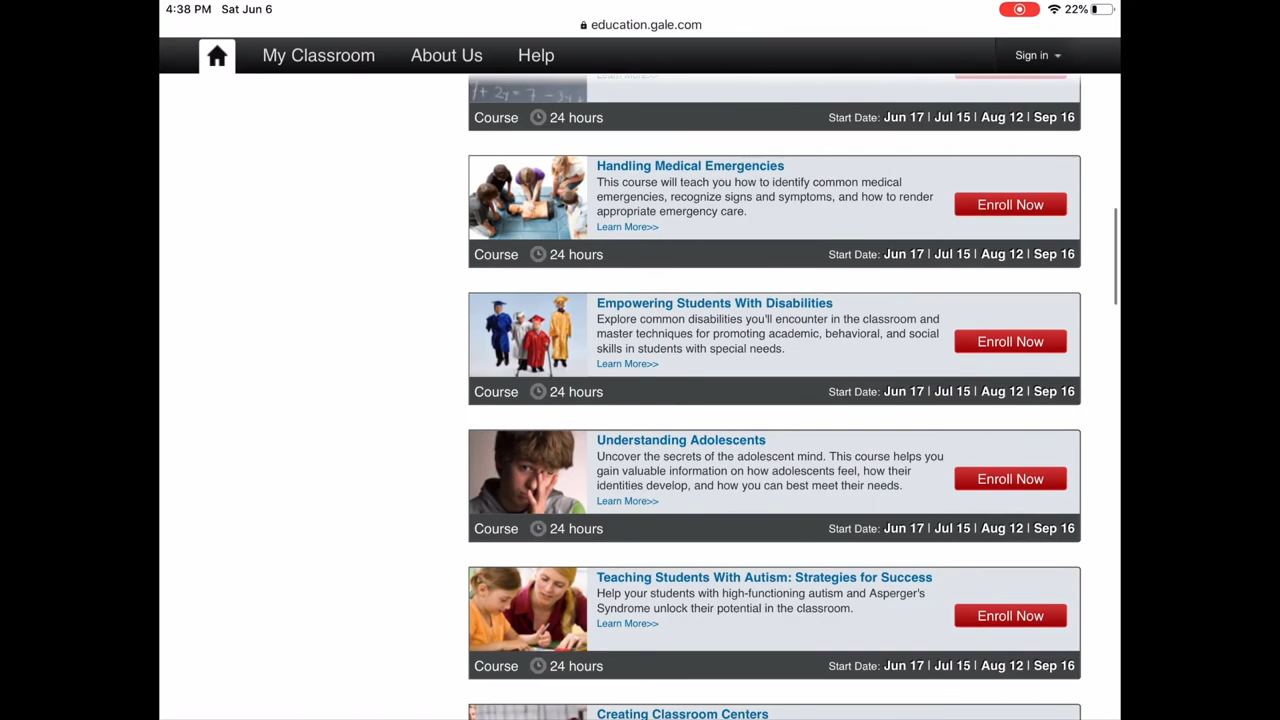 4:38 PM Sat Jun 6
22%
education.gale.com
My Classroom About Us Help Sign in
Learn More>>
Course 24 hours Start Date: Jun 17 | Jul 15 | Aug 12 | Sep 16
Handling Medical Emergencies
This course will teach you how to identify common medical
emergencies, recognize signs and symptoms, and how to render
appropriate emergency care.
Learn More>>
Enroll Now
Course 24 hours Start Date: Jun 17 | Jul 15 | Aug 12 | Sep 16
Empowering Students With Disabilities
Explore common disabilities you'll encounter in the classroom and
master techniques for promoting academic, behavioral, and social
skills in students with special needs.
Learn More>>
Enroll Now
Course 24 hours Start Date: Jun 17 | Jul 15 | Aug 12 | Sep 16
Understanding Adolescents
Uncover the secrets of the adolescent mind. This course helps you
gain valuable information on how adolescents feel, how their
identities develop, and how you can best meet their needs.
Learn More>>
Enroll Now
Course 24 hours Start Date: Jun 17 | Jul 15 | Aug 12 | Sep 16
Teaching Students With Autism: Strategies for Success
Help your students with high-functioning autism and Asperger's
Syndrome unlock their potential in the classroom.
Learn More>>
Enroll Now
Course 24 hours Start Date: Jun 17 | Jul 15 | Aug 12 | Sep 16
Creating Classroom Centers